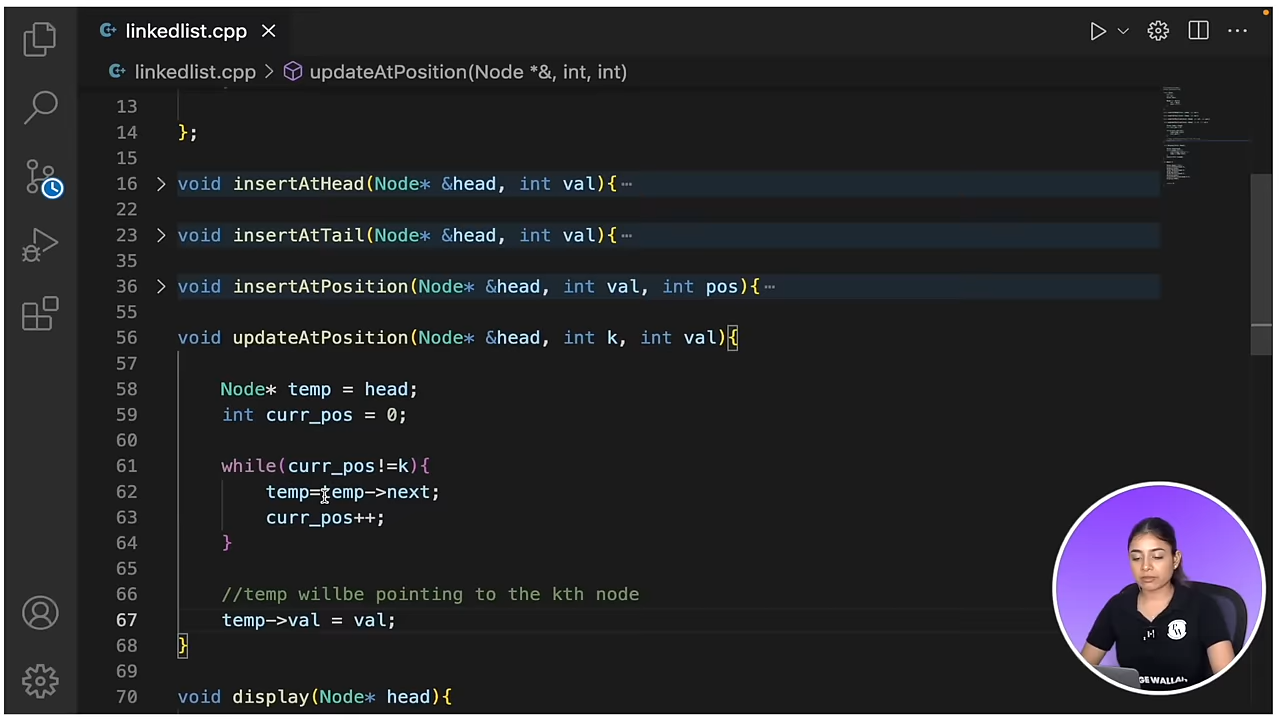 linkedlist.cpp
linkedlist.cpp > updateAtPosition(Node *&, int, int)
13
14 };
15
16 void insertAtHead(Node* &head, int val){⋯
22
23 void insertAtTail(Node* &head, int val){⋯
35
36 void insertAtPosition(Node* &head, int val, int pos){⋯
55
56 void updateAtPosition(Node* &head, int k, int val){
57
58 Node* temp = head;
59 int curr_pos = 0;
60
61 while(curr_pos!=k){
62 temp=temp->next;
63 curr_pos++;
64 }
65
66 //temp willbe pointing to the kth node
67 temp->val = val;
68 }
69
70 void display(Node* head){